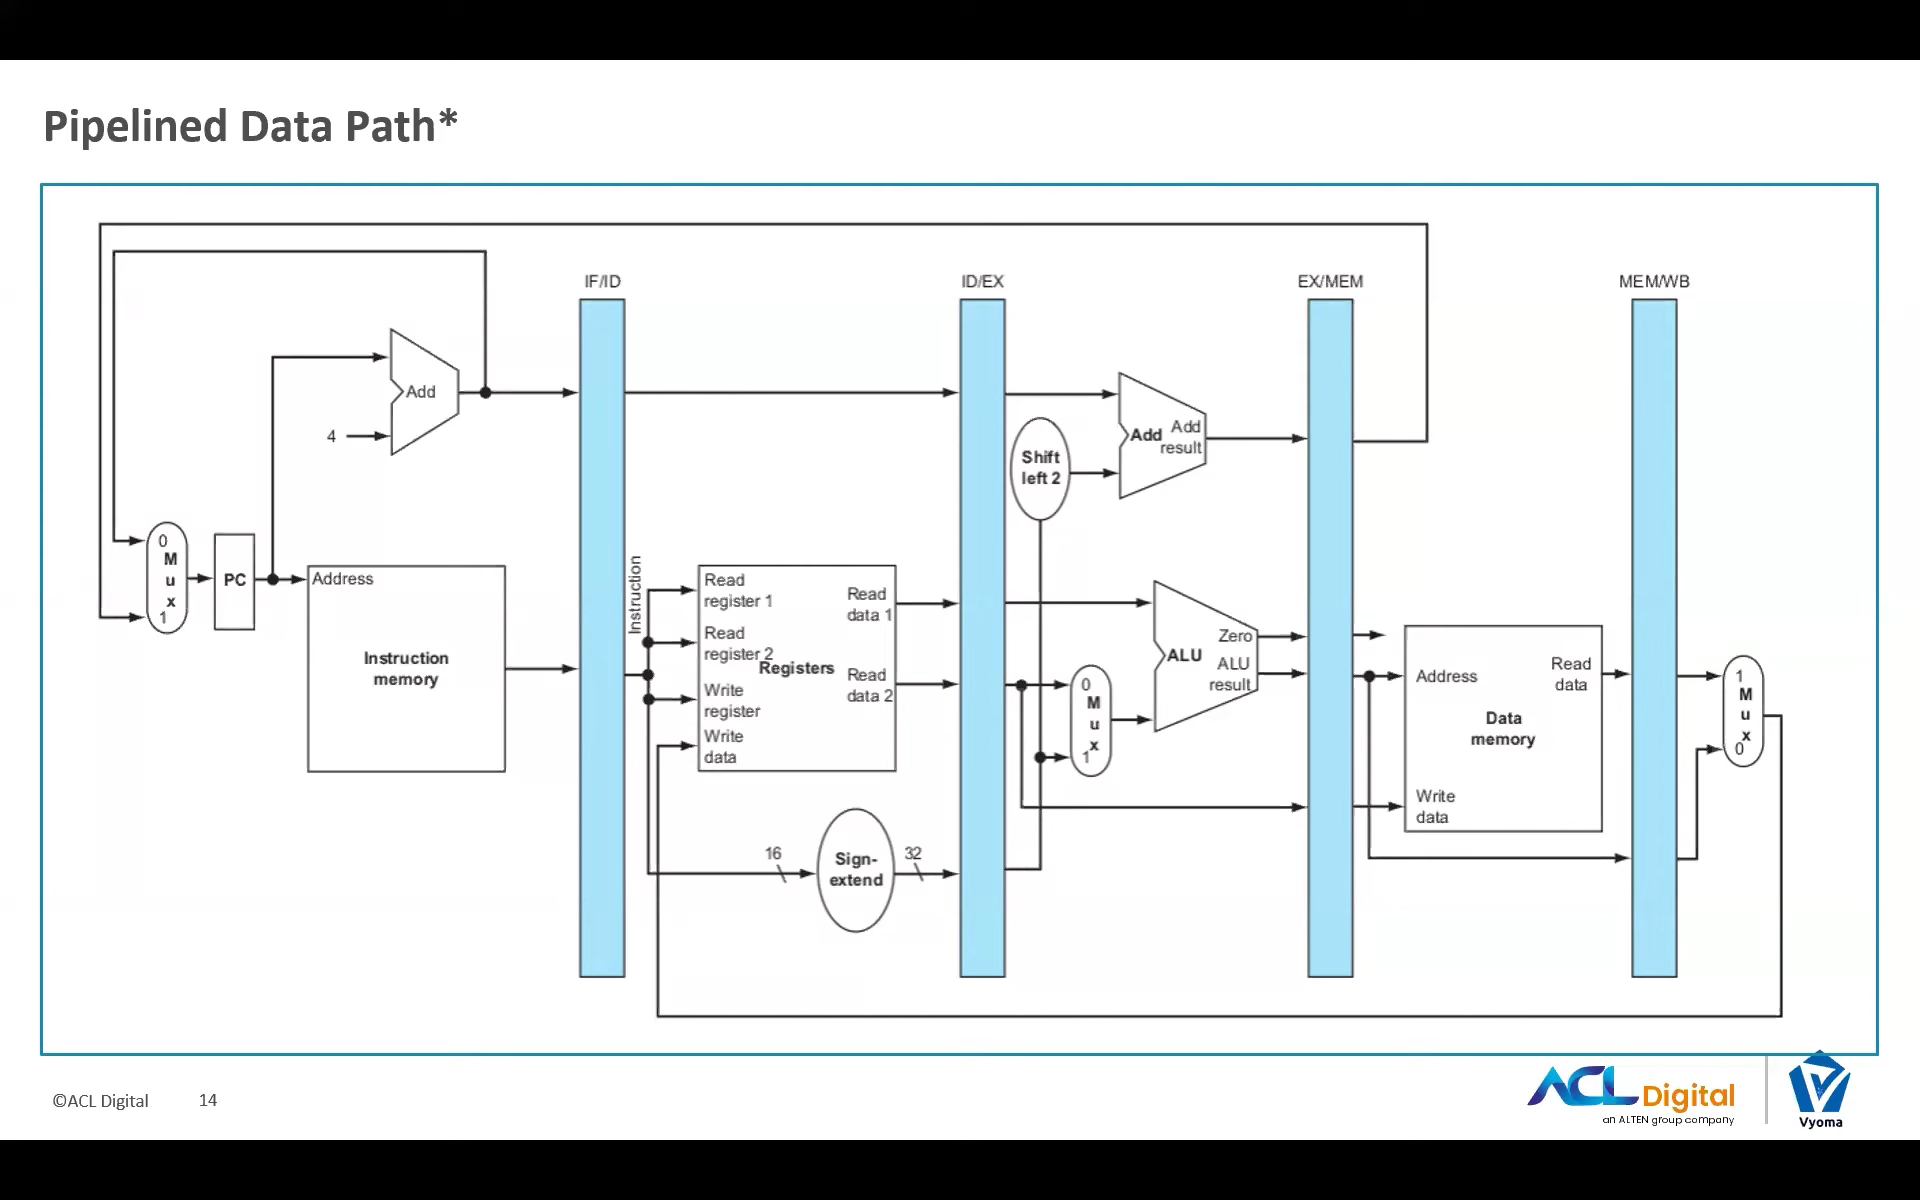 Pipelined Data Path*
IF/ID
ID/EX
EX/MEM
MEM/WB
Add
4
Add
Add
result
Shift
left 2
0
M
u
x
1
PC
Address
Instruction
memory
Instruction
Read
register 1
Read
register 2
Write
register
Write
data
Registers
Read
data 1
Read
data 2
16
Sign-
extend
32
0
M
u
x
1
Zero
ALU
ALU
result
Address
Read
data
Data
memory
Write
data
1
M
u
x
0
©ACL Digital
14
ACL Digital
an ALTEN group company
Vyoma